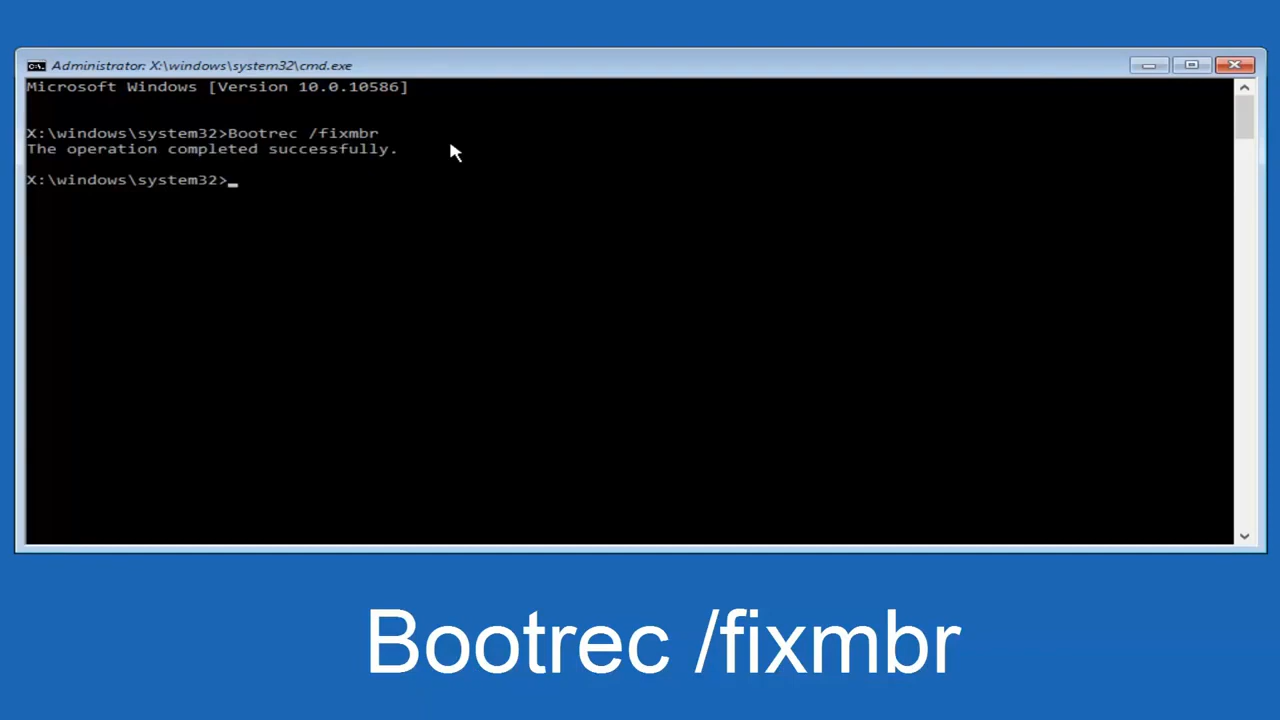 Administrator: X:\windows\system32\cmd.exe
Microsoft Windows [Version 10.0.10586]
X:\windows\system32>Bootrec /fixmbr
The operation completed successfully.
X:\windows\system32>_
Bootrec /fixmbr